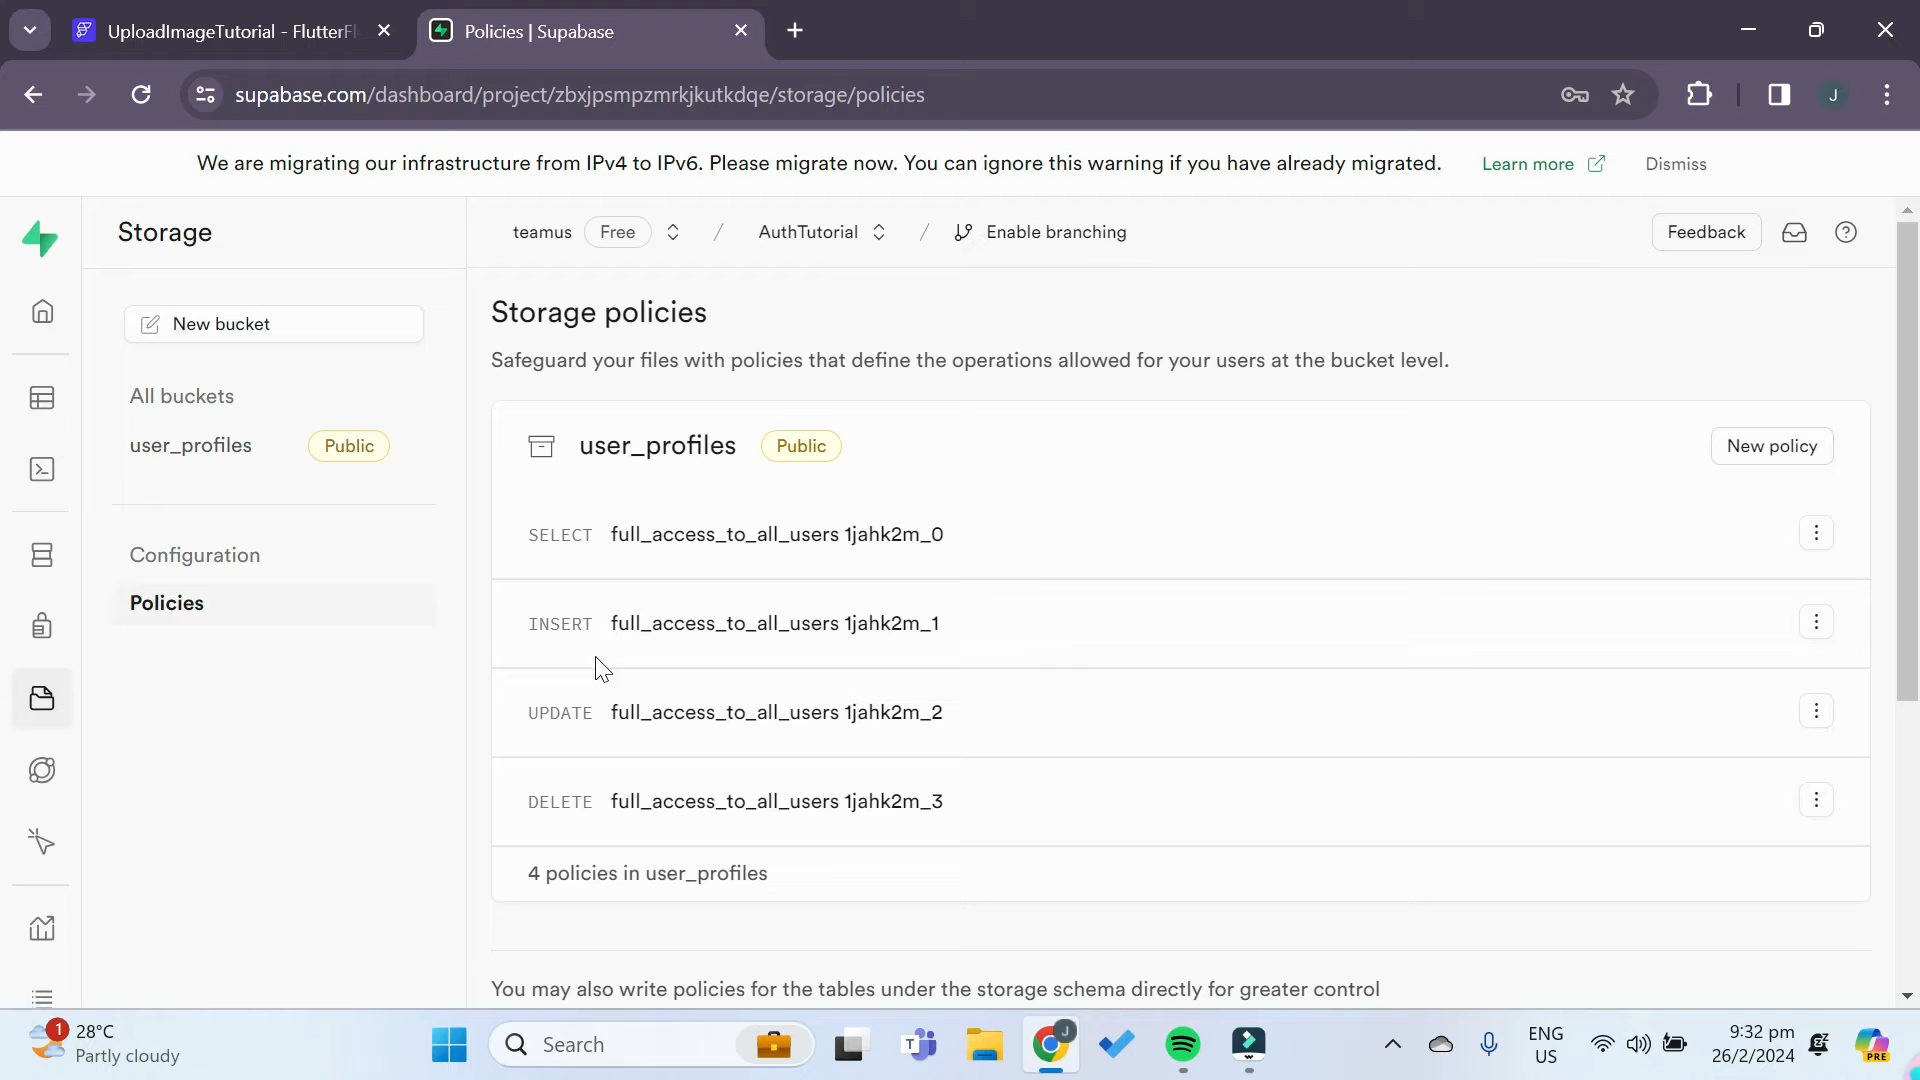 UploadImageTutorial - FlutterFl
Policies | Supabase
supabase.com/dashboard/project/zbxjpsmpzmrkjkutkdqe/storage/policies
J
We are migrating our infrastructure from IPv4 to IPv6. Please migrate now. You can ignore this warning if you have already migrated.
Learn more
Dismiss
Storage
teamus
Free
/
AuthTutorial
/
Enable branching
Feedback
New bucket
All buckets
user_profiles
Public
Configuration
Policies
Storage policies
Safeguard your files with policies that define the operations allowed for your users at the bucket level.
user_profiles
Public
New policy
SELECT full_access_to_all_users 1jahk2m_0
INSERT full_access_to_all_users 1jahk2m_1
UPDATE full_access_to_all_users 1jahk2m_2
DELETE full_access_to_all_users 1jahk2m_3
4 policies in user_profiles
You may also write policies for the tables under the storage schema directly for greater control
1
28°C
Partly cloudy
Search
T
J
ENG
US
9:32 pm
26/2/2024
PRE